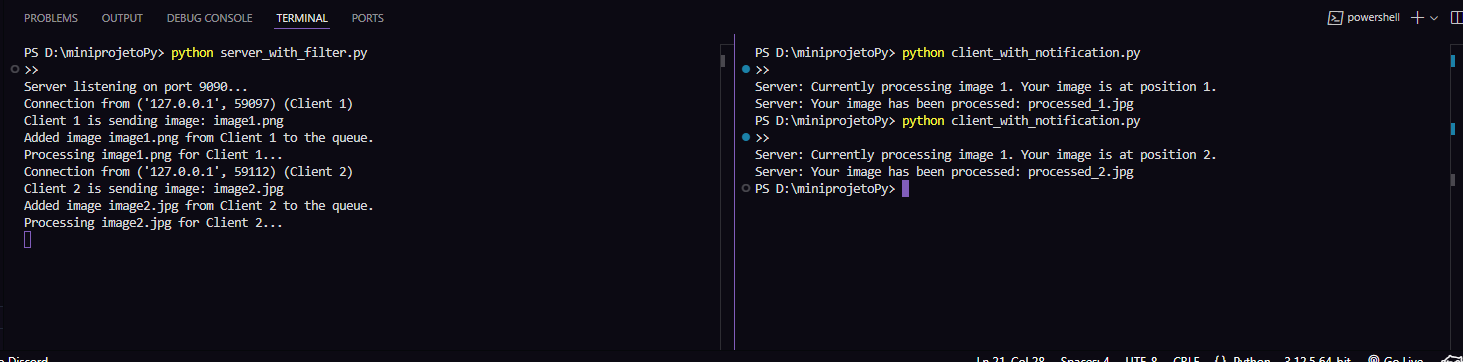 PROBLEMS OUTPUT DEBUG CONSOLE TERMINAL PORTS
powershell
PS D:\miniprojetoPy> python server_with_filter.py
>>
Server listening on port 9090...
Connection from ('127.0.0.1', 59097) (Client 1)
Client 1 is sending image: image1.png
Added image image1.png from Client 1 to the queue.
Processing image1.png for Client 1...
Connection from ('127.0.0.1', 59112) (Client 2)
Client 2 is sending image: image2.jpg
Added image image2.jpg from Client 2 to the queue.
Processing image2.jpg for Client 2...
PS D:\miniprojetoPy> python client_with_notification.py
>>
Server: Currently processing image 1. Your image is at position 1.
Server: Your image has been processed: processed_1.jpg
PS D:\miniprojetoPy> python client_with_notification.py
>>
Server: Currently processing image 1. Your image is at position 2.
Server: Your image has been processed: processed_2.jpg
PS D:\miniprojetoPy>
Discord Ln 21, Col 28 Spaces: 4 UTF-8 CRLF {} Python 3.12.5 64-bit Go Live